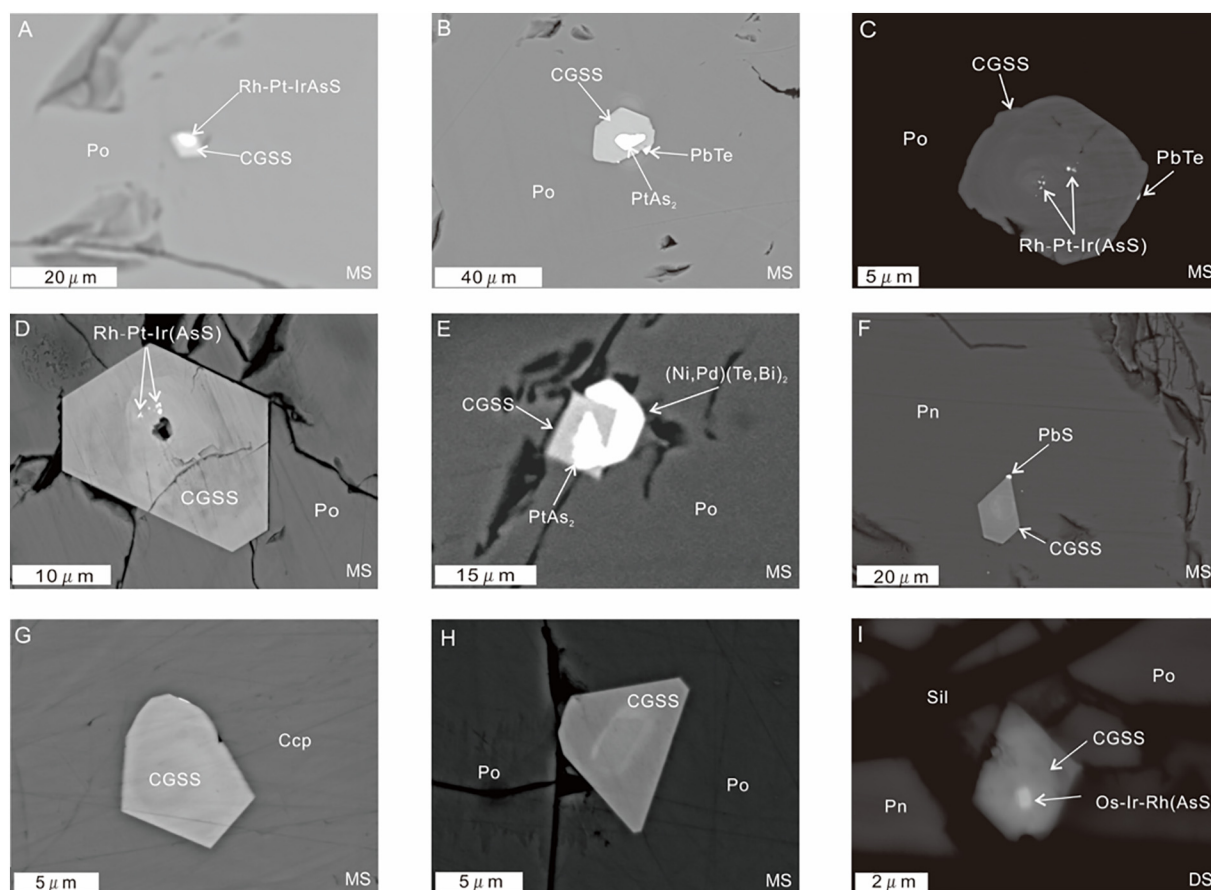 A
Rh-Pt-IrAsS
Po
CGSS
20 μm
MS
B
CGSS
PbTe
Po
PtAs₂
40 μm
MS
C
CGSS
Po
PbTe
Rh-Pt-Ir(AsS)
5 μm
MS
D
Rh-Pt-Ir(AsS)
CGSS
Po
10 μm
MS
E
(Ni,Pd)(Te,Bi)₂
CGSS
PtAs₂
Po
15 μm
MS
F
Pn
PbS
CGSS
20 μm
MS
G
Ccp
CGSS
5 μm
MS
H
CGSS
Po
Po
5 μm
MS
I
Po
Sil
CGSS
Pn
Os-Ir-Rh(AsS
2 μm
DS